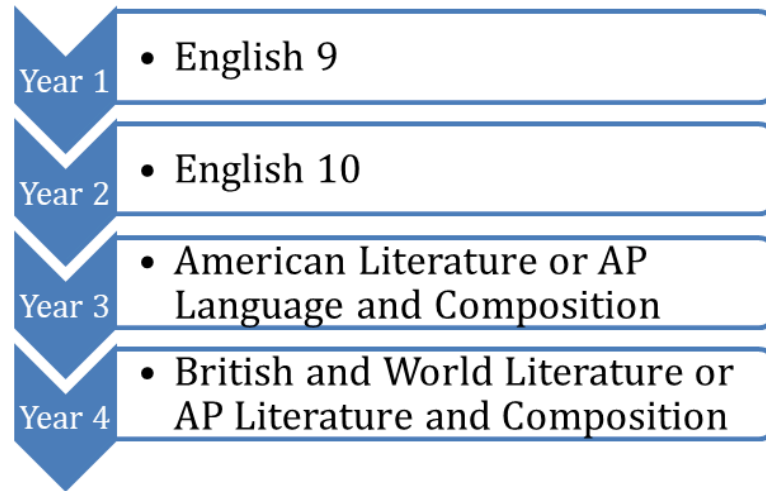 Year 1
• English 9
Year 2
• English 10
Year 3
• American Literature or AP
Language and Composition
Year 4
• British and World Literature or
AP Literature and Composition